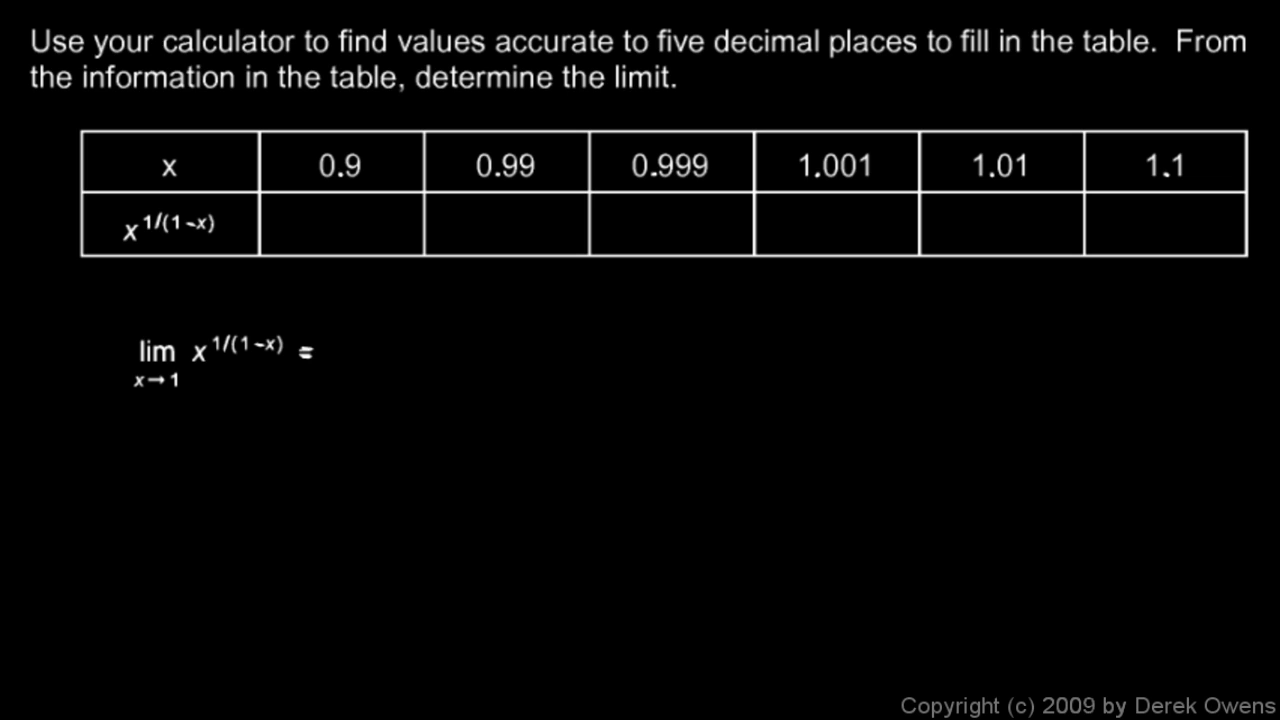 Use your calculator to find values accurate to five decimal places to fill in the table.  From
the information in the table, determine the limit.
x 0.9 0.99 0.999 1.001 1.01 1.1
x^1/(1-x)
lim x^1/(1-x) =
x→1
Copyright (c) 2009 by Derek Owens